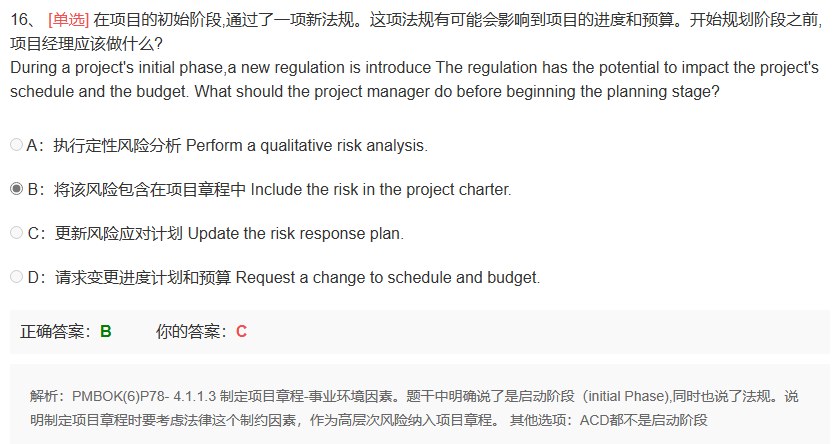 16、 [单选] 在项目的初始阶段,通过了一项新法规。这项法规有可能会影响到项目的进度和预算。开始规划阶段之前,
项目经理应该做什么?
During a project's initial phase,a new regulation is introduce The regulation has the potential to impact the project's
schedule and the budget. What should the project manager do before beginning the planning stage?
A：执行定性风险分析 Perform a qualitative risk analysis.
B：将该风险包含在项目章程中 Include the risk in the project charter.
C：更新风险应对计划 Update the risk response plan.
D：请求变更进度计划和预算 Request a change to schedule and budget.
正确答案：B 你的答案：C
解析：PMBOK(6)P78- 4.1.1.3 制定项目章程-事业环境因素。题干中明确说了是启动阶段（initial Phase),同时也说了法规。说
明制定项目章程时要考虑法律这个制约因素，作为高层次风险纳入项目章程。 其他选项：ACD都不是启动阶段